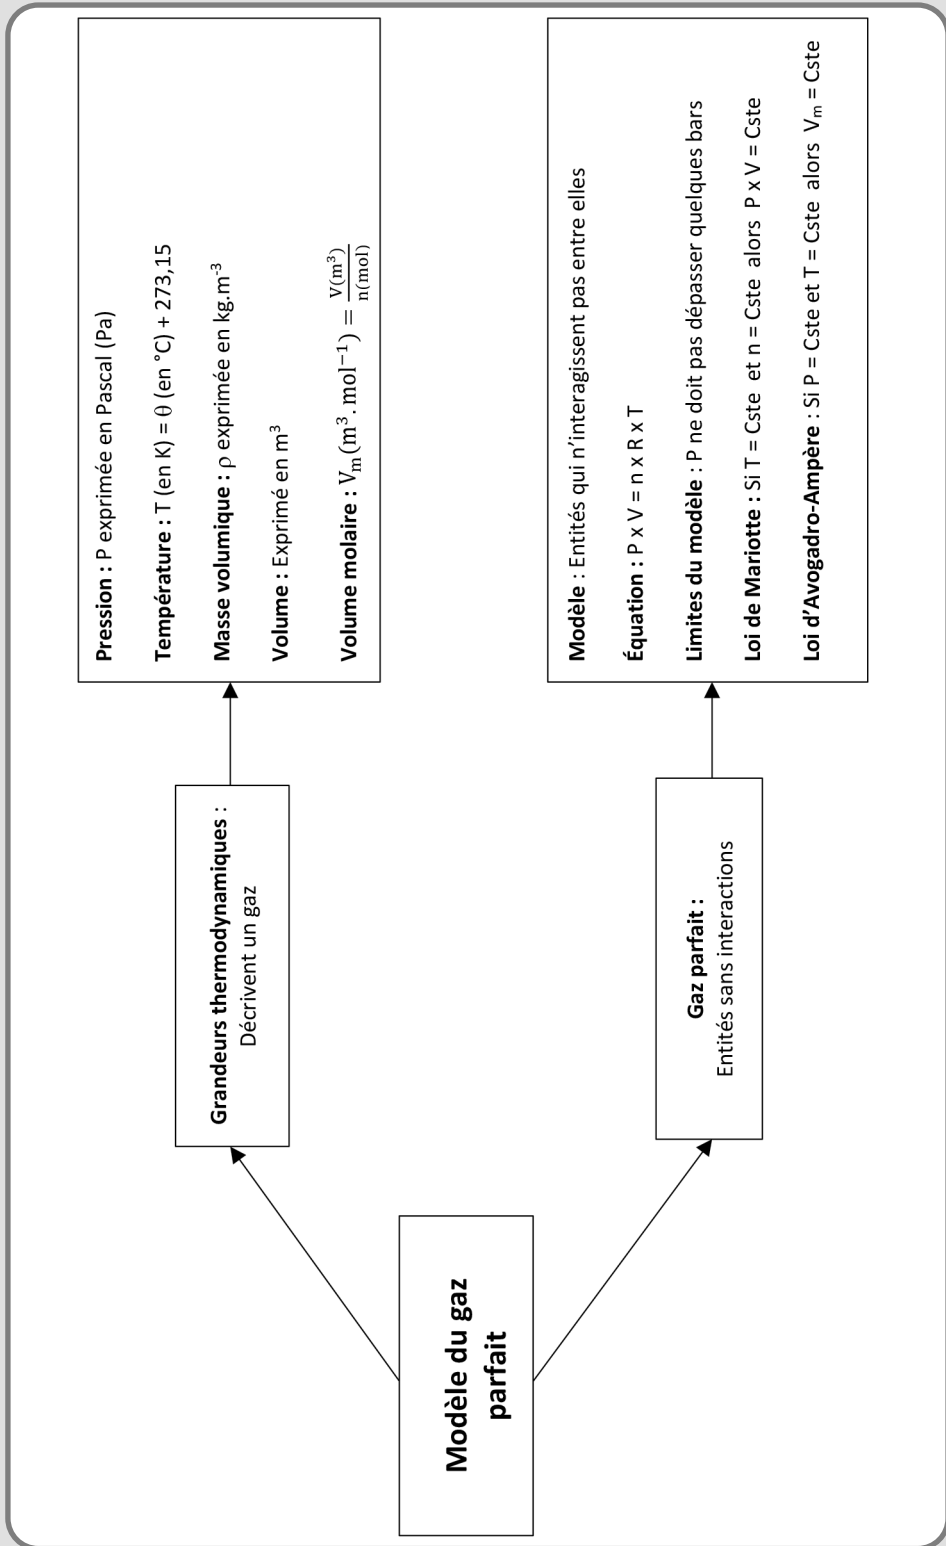 Modèle du gaz
parfait
Grandeurs thermodynamiques :
Décrivent un gaz
Pression : P exprimée en Pascal (Pa)
Température : T (en K) = θ (en °C) + 273,15
Masse volumique : ρ exprimée en kg.m⁻³
Volume : Exprimé en m³
Volume molaire : Vₘ(m³. mol⁻¹) = V(m³)/n(mol)
Gaz parfait :
Entités sans interactions
Modèle : Entités qui n’interagissent pas entre elles
Équation : P x V = n x R x T
Limites du modèle : P ne doit pas dépasser quelques bars
Loi de Mariotte : Si T = Cste et n = Cste alors P x V = Cste
Loi d’Avogadro-Ampère : Si P = Cste et T = Cste alors Vₘ = Cste